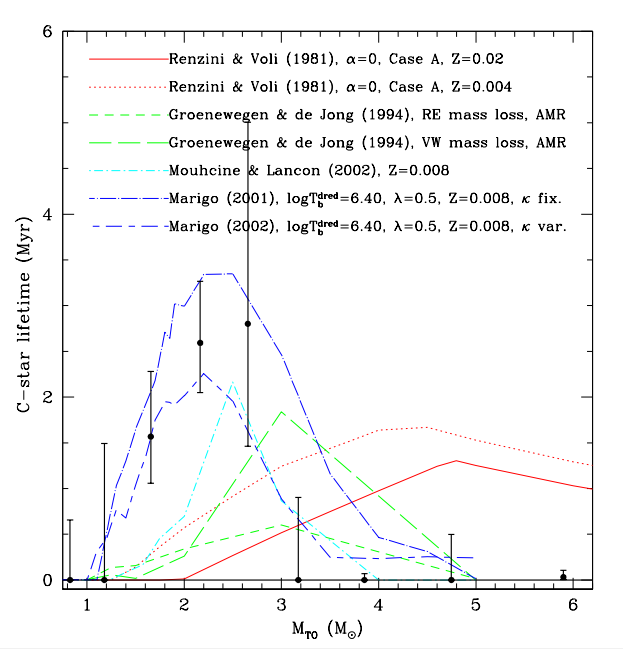 6
Renzini & Voli (1981), α=0, Case A, Z=0.02
Renzini & Voli (1981), α=0, Case A, Z=0.004
Groenewegen & de Jong (1994), RE mass loss, AMR
Groenewegen & de Jong (1994), VW mass loss, AMR
Mouhcine & Lancon (2002), Z=0.008
Marigo (2001), logT_b^dred=6.40, λ=0.5, Z=0.008, κ fix.
Marigo (2002), logT_b^dred=6.40, λ=0.5, Z=0.008, κ var.
4
2
0
C-star lifetime (Myr)
1 2 3 4 5 6
M_TO (M_⊙)